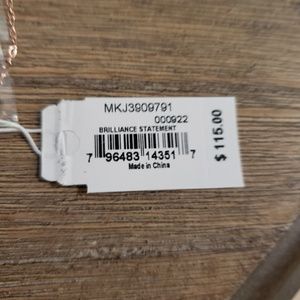 MKJ3909791
000922
BRILLIANCE STATEMENT
7 96483 14351 7
Made in China
$ 115.00